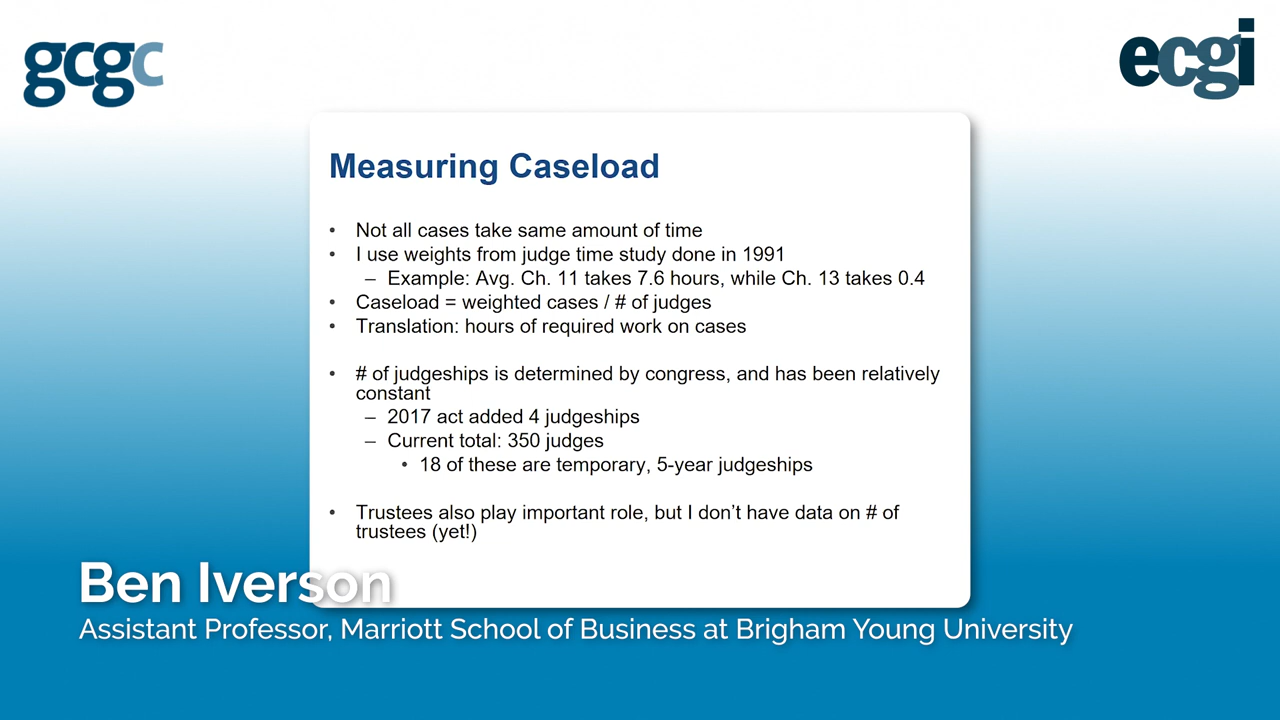 gcgc
ecgi
Measuring Caseload
• Not all cases take same amount of time
• I use weights from judge time study done in 1991
– Example: Avg. Ch. 11 takes 7.6 hours, while Ch. 13 takes 0.4
• Caseload = weighted cases / # of judges
• Translation: hours of required work on cases
• # of judgeships is determined by congress, and has been relatively
constant
– 2017 act added 4 judgeships
– Current total: 350 judges
• 18 of these are temporary, 5-year judgeships
• Trustees also play important role, but I don’t have data on # of
trustees (yet!)
Ben Iverson
Assistant Professor, Marriott School of Business at Brigham Young University